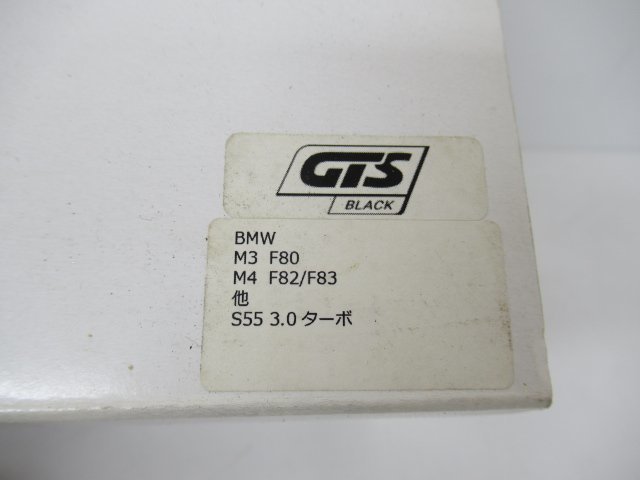 GTS
BLACK
BMW
M3 F80
M4 F82/F83
他
S55 3.0 ターボ